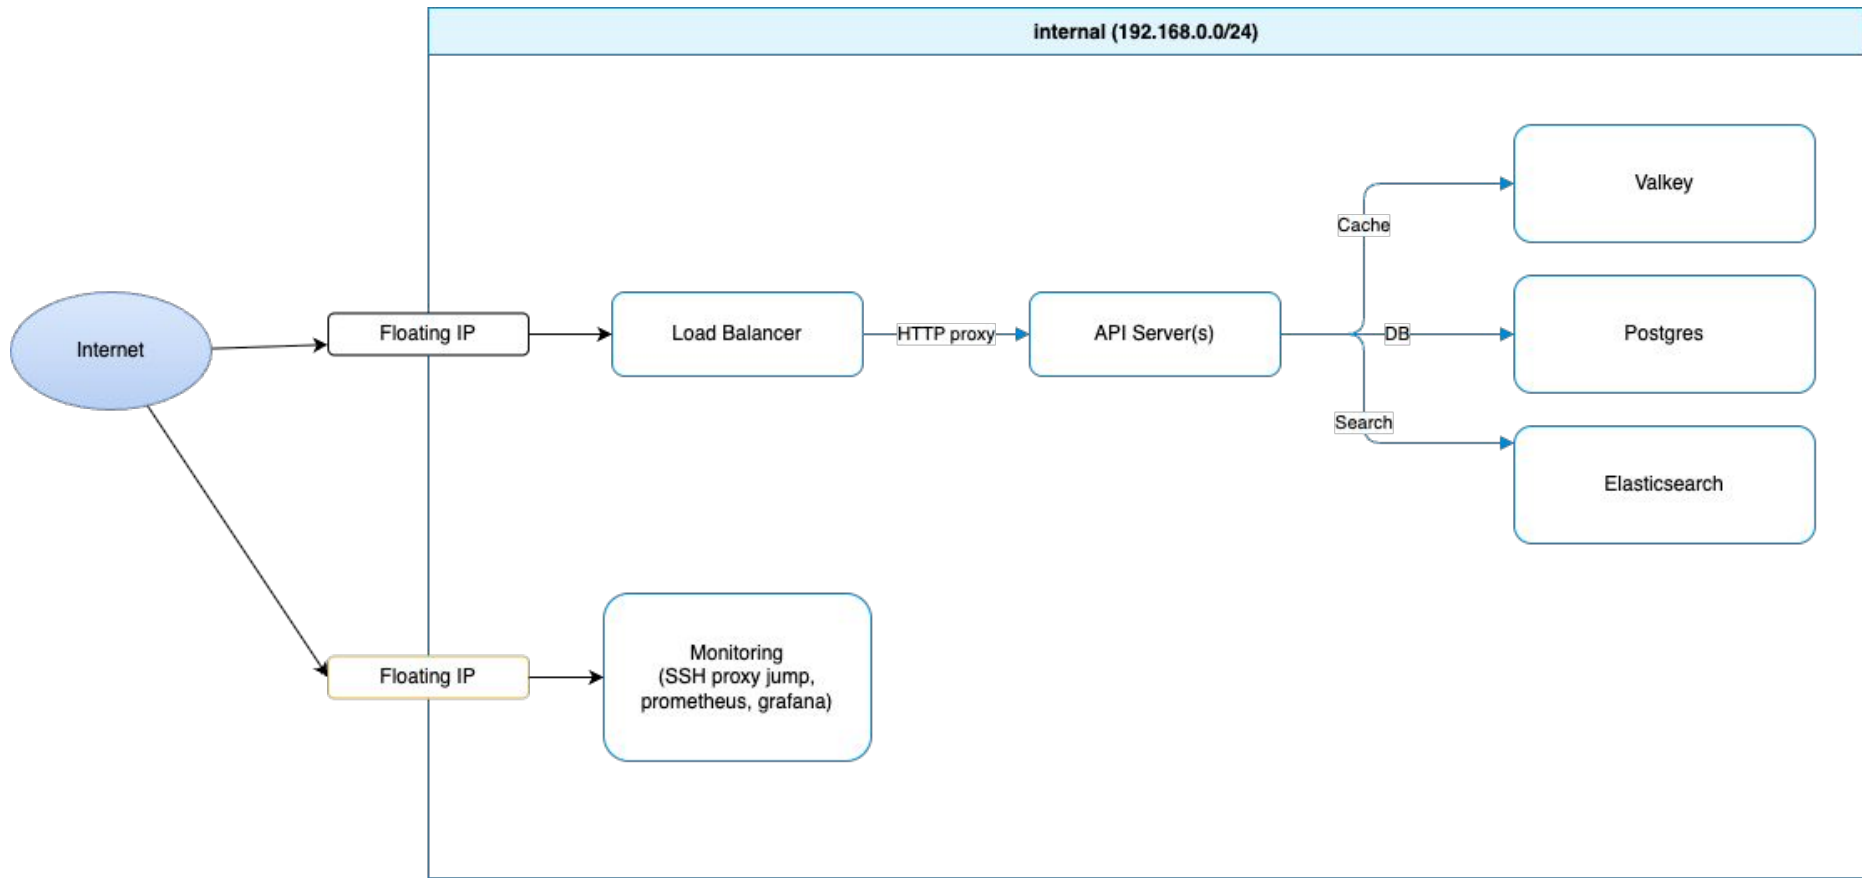 internal (192.168.0.0/24)
Valkey
Cache
Internet
Floating IP
Load Balancer
HTTP proxy
API Server(s)
DB
Postgres
Search
Elasticsearch
Floating IP
Monitoring
(SSH proxy jump,
prometheus, grafana)